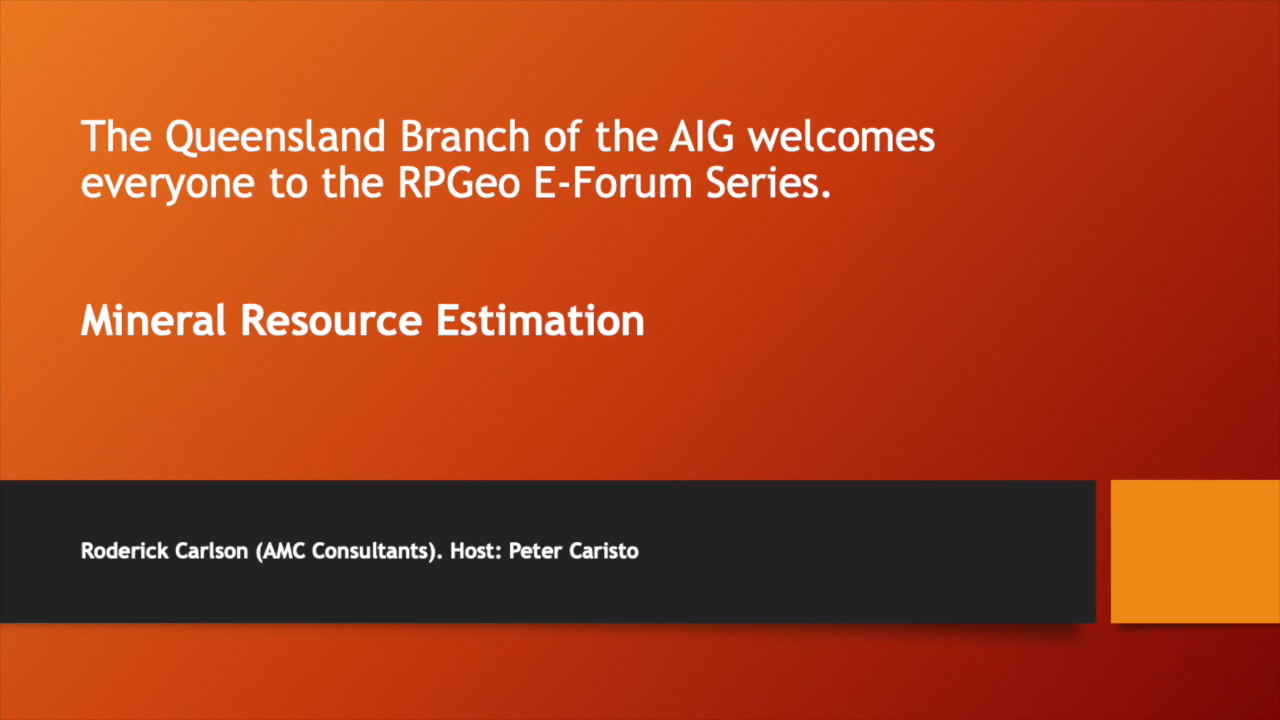 The Queensland Branch of the AIG welcomes
everyone to the RPGeo E-Forum Series.
Mineral Resource Estimation
Roderick Carlson (AMC Consultants). Host: Peter Caristo